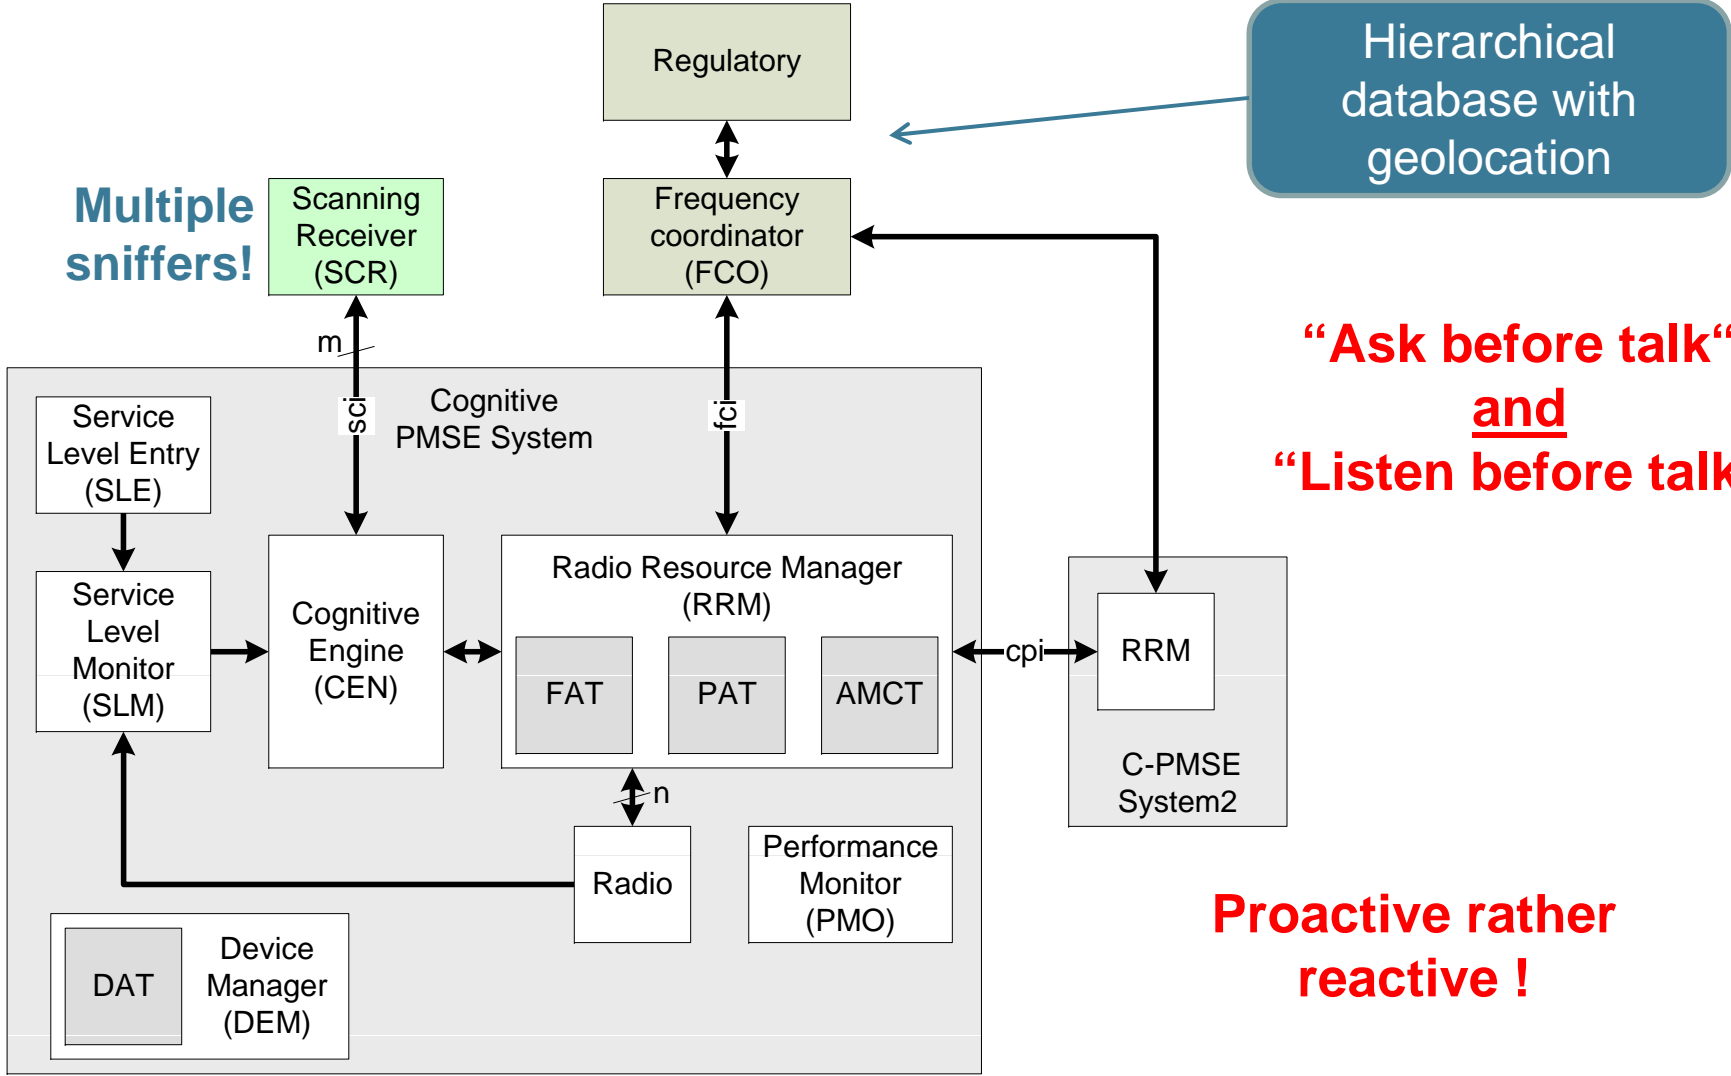 Regulatory
Hierarchical
database with
geolocation
Multiple
sniffers!
Scanning
Receiver
(SCR)
Frequency
coordinator
(FCO)
m
sci
fci
Cognitive
PMSE System
“Ask before talk“
and
“Listen before talk
Service
Level Entry
(SLE)
Service
Level
Monitor
(SLM)
Cognitive
Engine
(CEN)
Radio Resource Manager
(RRM)
FAT
PAT
AMCT
cpi
RRM
C-PMSE
System2
n
Radio
Performance
Monitor
(PMO)
DAT
Device
Manager
(DEM)
Proactive rather
reactive !